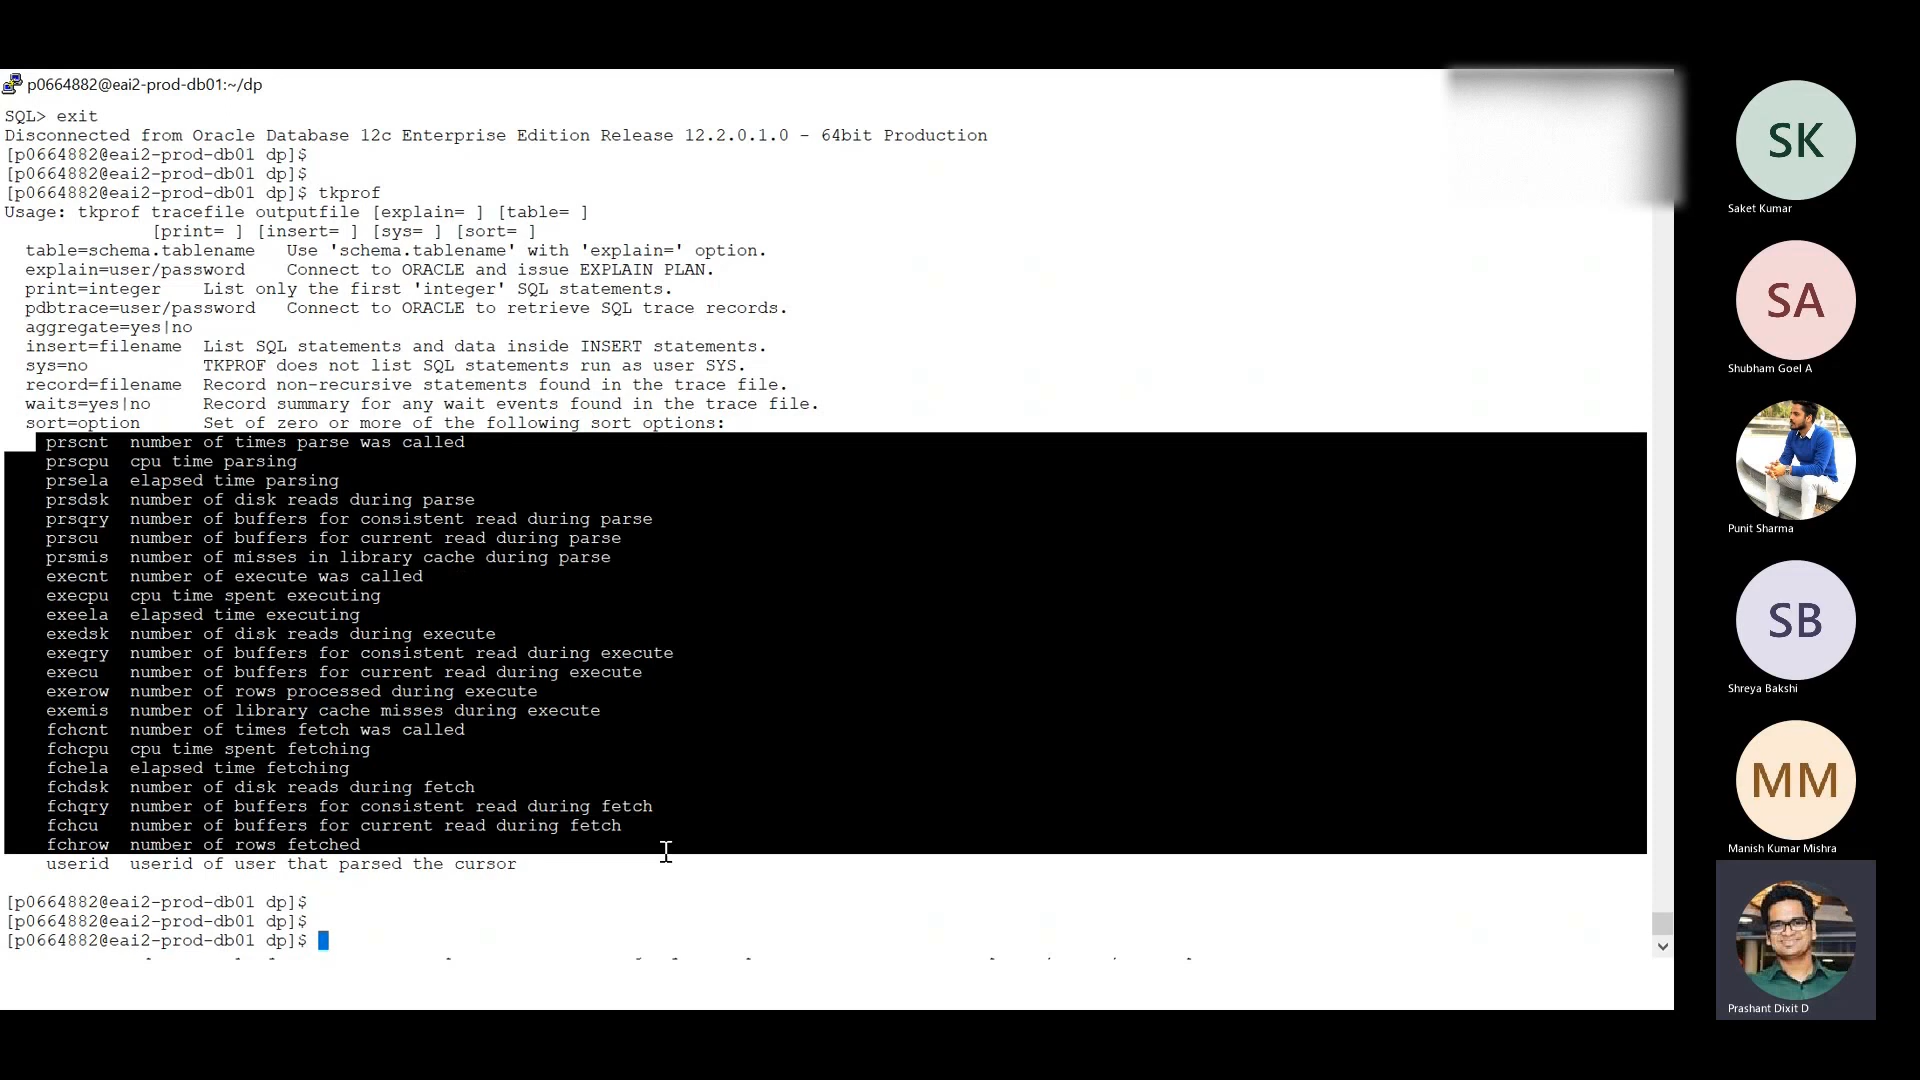 p0664882@eai2-prod-db01:~/dp
SQL> exit
Disconnected from Oracle Database 12c Enterprise Edition Release 12.2.0.1.0 - 64bit Production
[p0664882@eai2-prod-db01 dp]$
[p0664882@eai2-prod-db01 dp]$
[p0664882@eai2-prod-db01 dp]$ tkprof
Usage: tkprof tracefile outputfile [explain= ] [table= ]
[print= ] [insert= ] [sys= ] [sort= ]
table=schema.tablename Use 'schema.tablename' with 'explain=' option.
explain=user/password Connect to ORACLE and issue EXPLAIN PLAN.
print=integer List only the first 'integer' SQL statements.
pdbtrace=user/password Connect to ORACLE to retrieve SQL trace records.
aggregate=yes|no
insert=filename List SQL statements and data inside INSERT statements.
sys=no TKPROF does not list SQL statements run as user SYS.
record=filename Record non-recursive statements found in the trace file.
waits=yes|no Record summary for any wait events found in the trace file.
sort=option Set of zero or more of the following sort options:
prscnt number of times parse was called
prscpu cpu time parsing
prsela elapsed time parsing
prsdsk number of disk reads during parse
prsqry number of buffers for consistent read during parse
prscu number of buffers for current read during parse
prsmis number of misses in library cache during parse
execnt number of execute was called
execpu cpu time spent executing
exeela elapsed time executing
exedsk number of disk reads during execute
exeqry number of buffers for consistent read during execute
execu number of buffers for current read during execute
exerow number of rows processed during execute
exemis number of library cache misses during execute
fchcnt number of times fetch was called
fchcpu cpu time spent fetching
fchela elapsed time fetching
fchdsk number of disk reads during fetch
fchqry number of buffers for consistent read during fetch
fchcu number of buffers for current read during fetch
fchrow number of rows fetched
userid userid of user that parsed the cursor
[p0664882@eai2-prod-db01 dp]$
[p0664882@eai2-prod-db01 dp]$
[p0664882@eai2-prod-db01 dp]$
SK
Saket Kumar
SA
Shubham Goel A
Punit Sharma
SB
Shreya Bakshi
MM
Manish Kumar Mishra
Prashant Dixit D